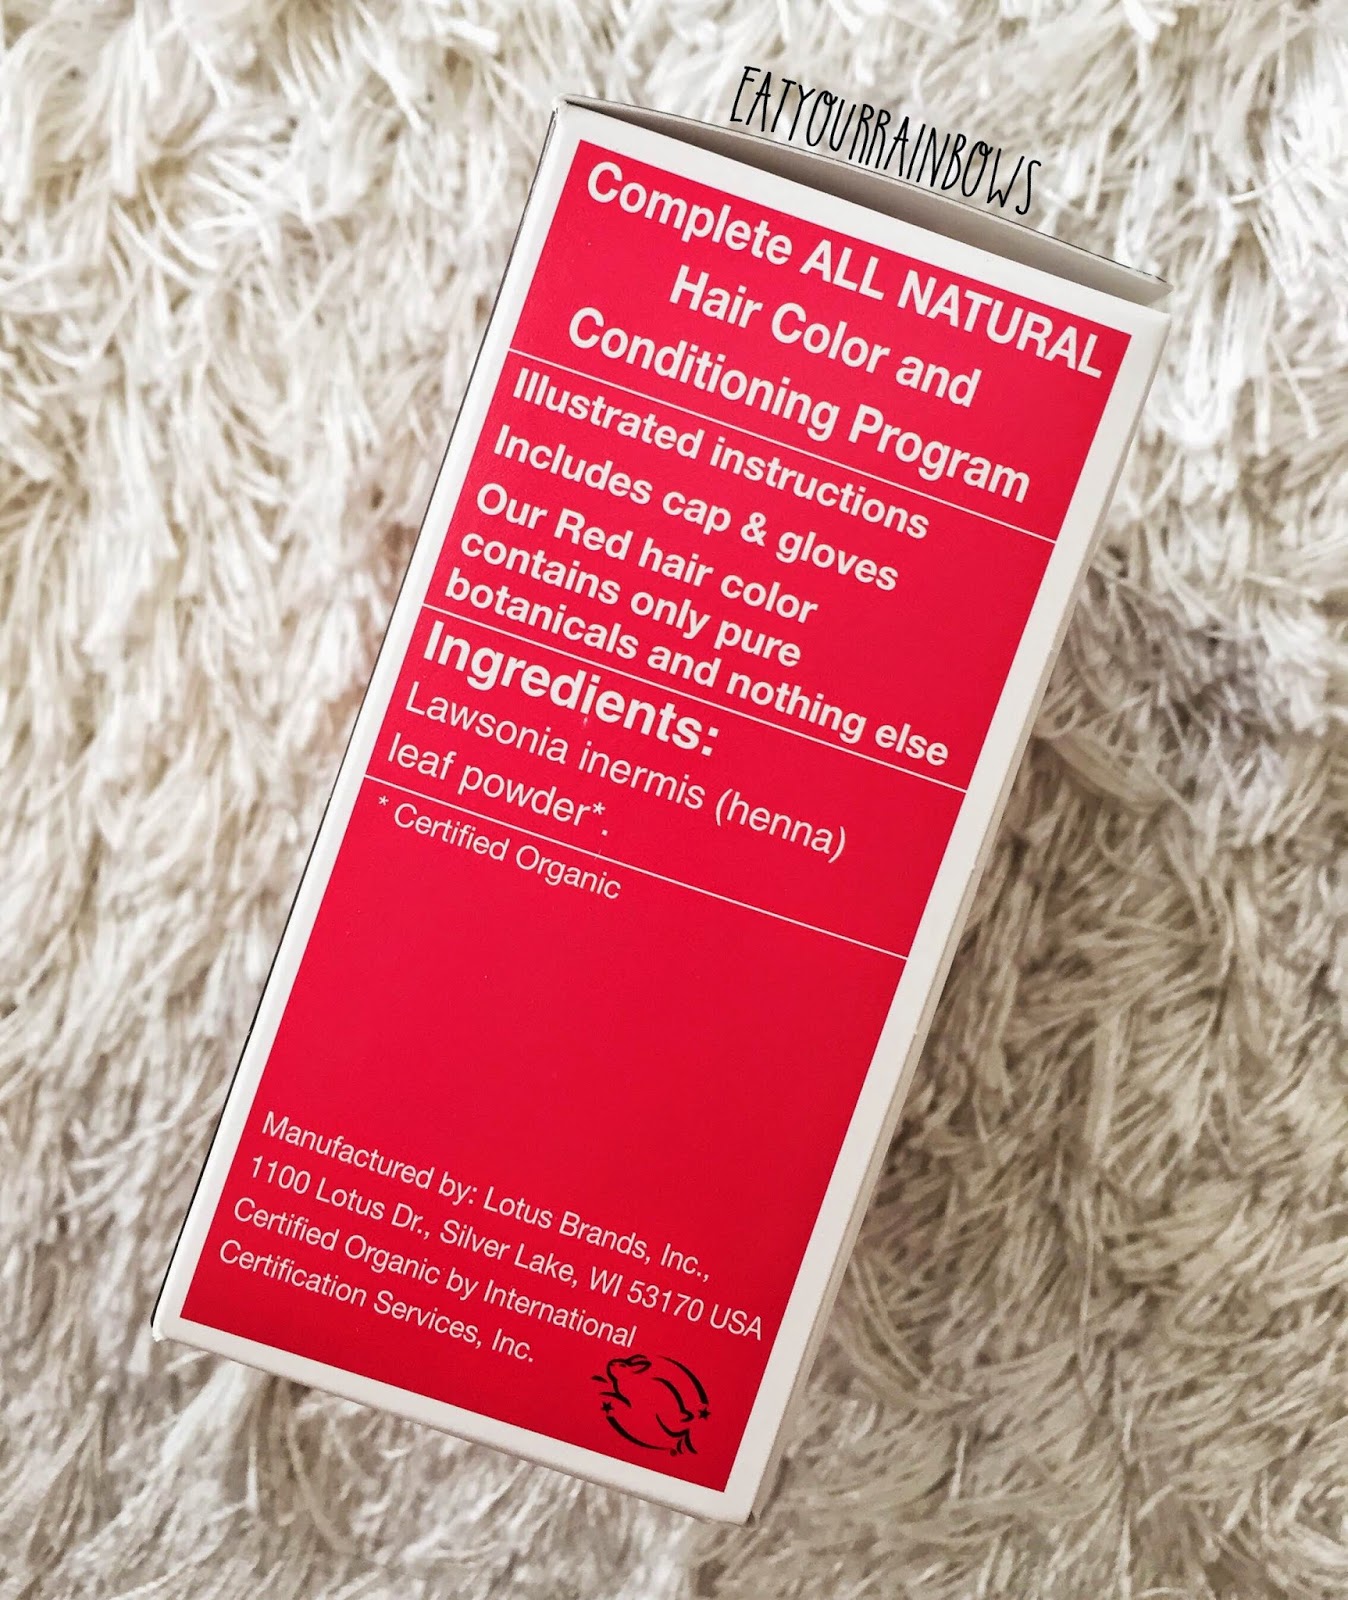 EATYOURRAINBOWS
Complete ALL NATURAL
Hair Color and
Conditioning Program
Illustrated instructions
Includes cap & gloves
Our Red hair color
contains only pure
botanicals and nothing else
Ingredients:
Lawsonia inermis (henna)
leaf powder*.
* Certified Organic
Manufactured by: Lotus Brands, Inc.,
1100 Lotus Dr., Silver Lake, WI 53170 USA
Certified Organic by International
Certification Services, Inc.